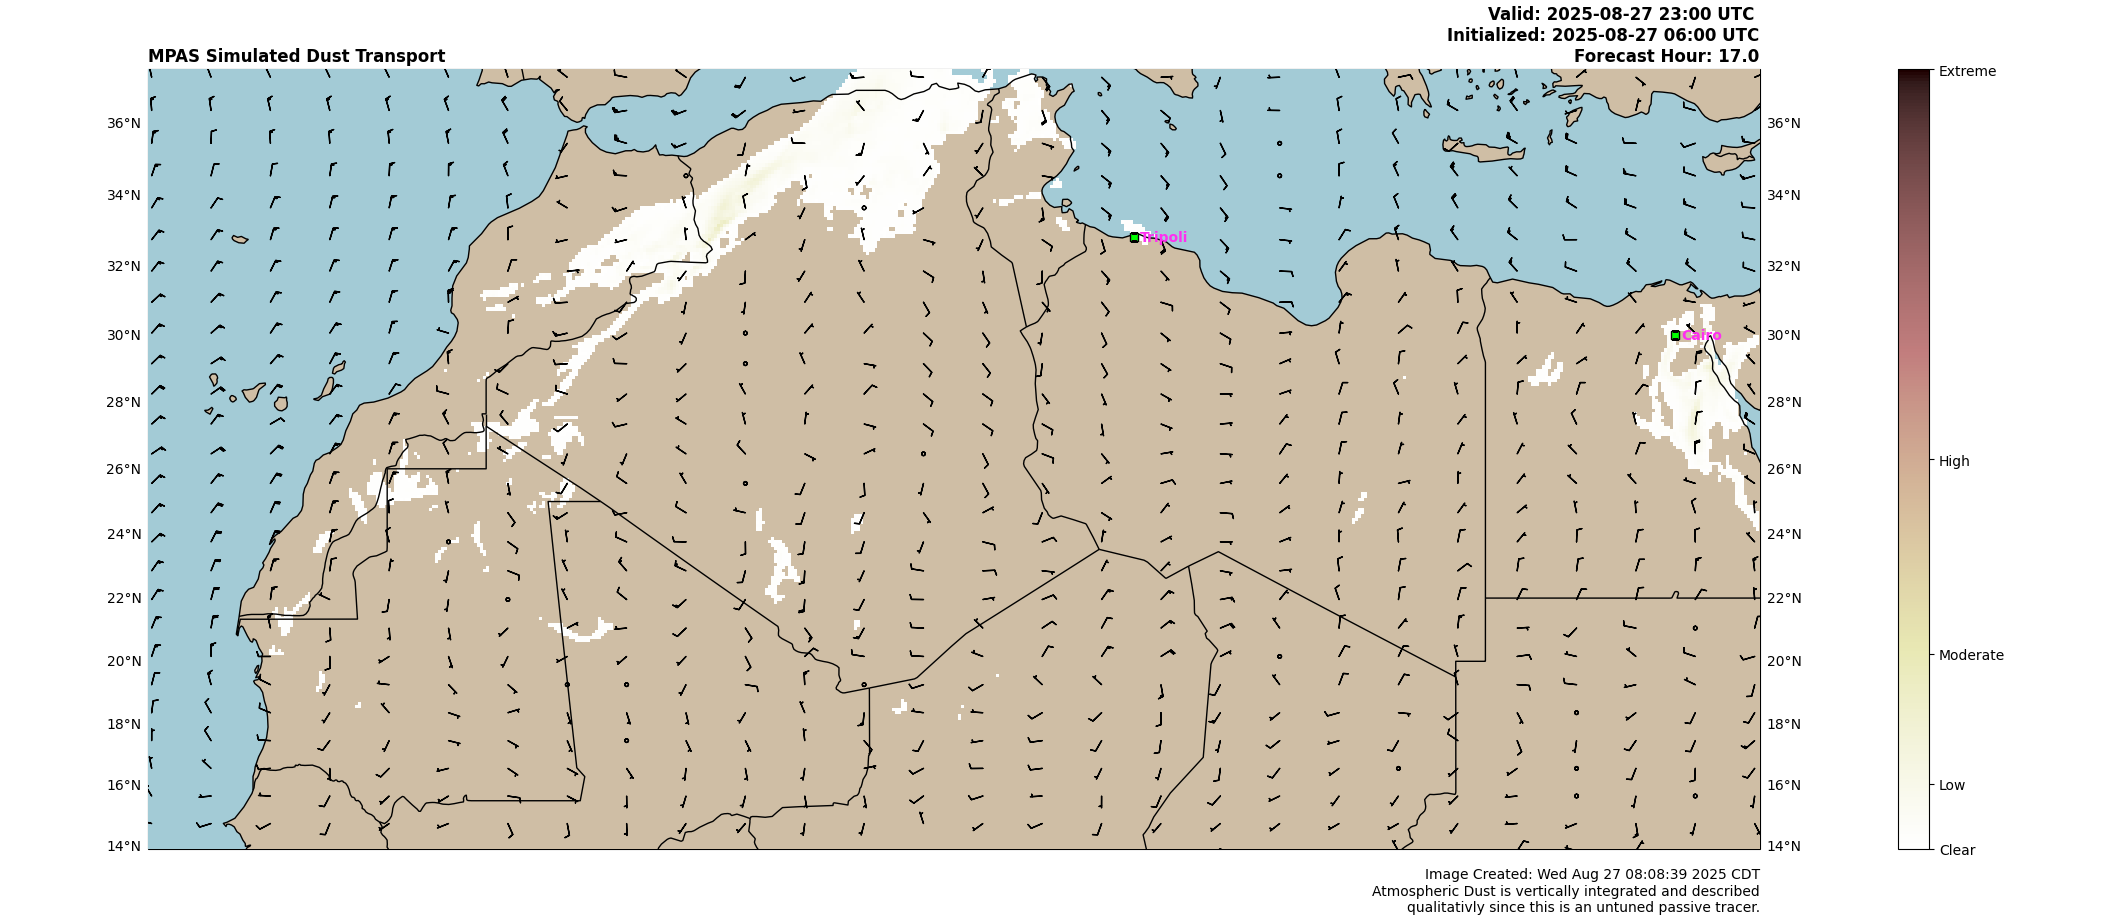 Valid: 2025-08-27 23:00 UTC
Initialized: 2025-08-27 06:00 UTC
MPAS Simulated Dust Transport
Forecast Hour: 17.0
Extreme
36°N
36°N
34°N
34°N
Tripoli
32°N
32°N
30°N
Cairo
30°N
28°N
28°N
26°N
26°N
High
24°N
24°N
22°N
22°N
20°N
20°N
Moderate
18°N
18°N
16°N
16°N
Low
14°N
14°N
Clear
Image Created: Wed Aug 27 08:08:39 2025 CDT
Atmospheric Dust is vertically integrated and described
qualitativly since this is an untuned passive tracer.